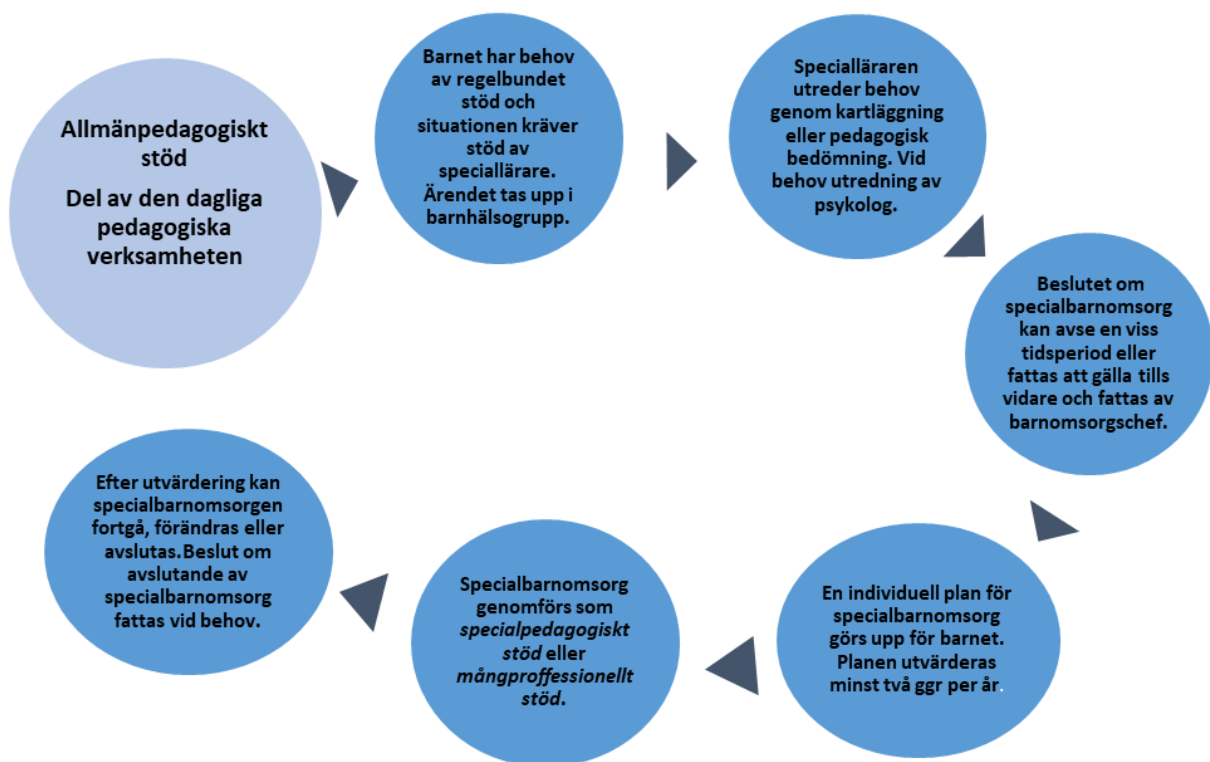 Allmänpedagogiskt
stöd
Del av den dagliga
pedagogiska
verksamheten
Barnet har behov
av regelbundet
stöd och
situationen kräver
stöd av
speciallärare.
Ärendet tas upp i
barnhälsogrupp.
Specialläraren
utreder behov
genom kartläggning
eller pedagogisk
bedömning. Vid
behov utredning av
psykolog.
Beslutet om
specialbarnomsorg
kan avse en viss
tidsperiod eller
fattas att gälla tills
vidare och fattas av
barnomsorgschef.
En individuell plan för
specialbarnomsorg
görs upp för barnet.
Planen utvärderas
minst två ggr per år.
Specialbarnomsorg
genomförs som
specialpedagogiskt
stöd eller
mångproffessionellt
stöd.
Efter utvärdering kan
specialbarnomsorgen
fortgå, förändras eller
avslutas.Beslut om
avslutande av
specialbarnomsorg
fattas vid behov.